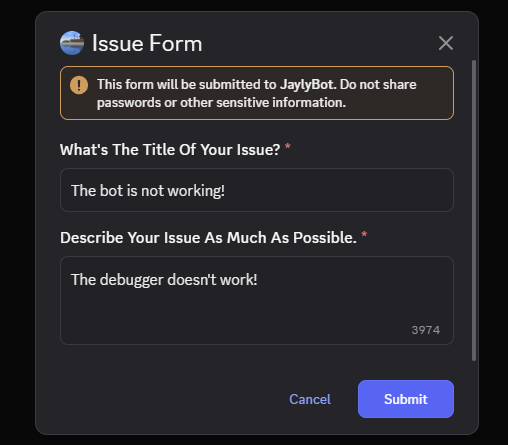 Issue Form
This form will be submitted to JaylyBot. Do not share
passwords or other sensitive information.
What's The Title Of Your Issue? *
The bot is not working!
Describe Your Issue As Much As Possible. *
The debugger doesn't work!
3974
Cancel
Submit